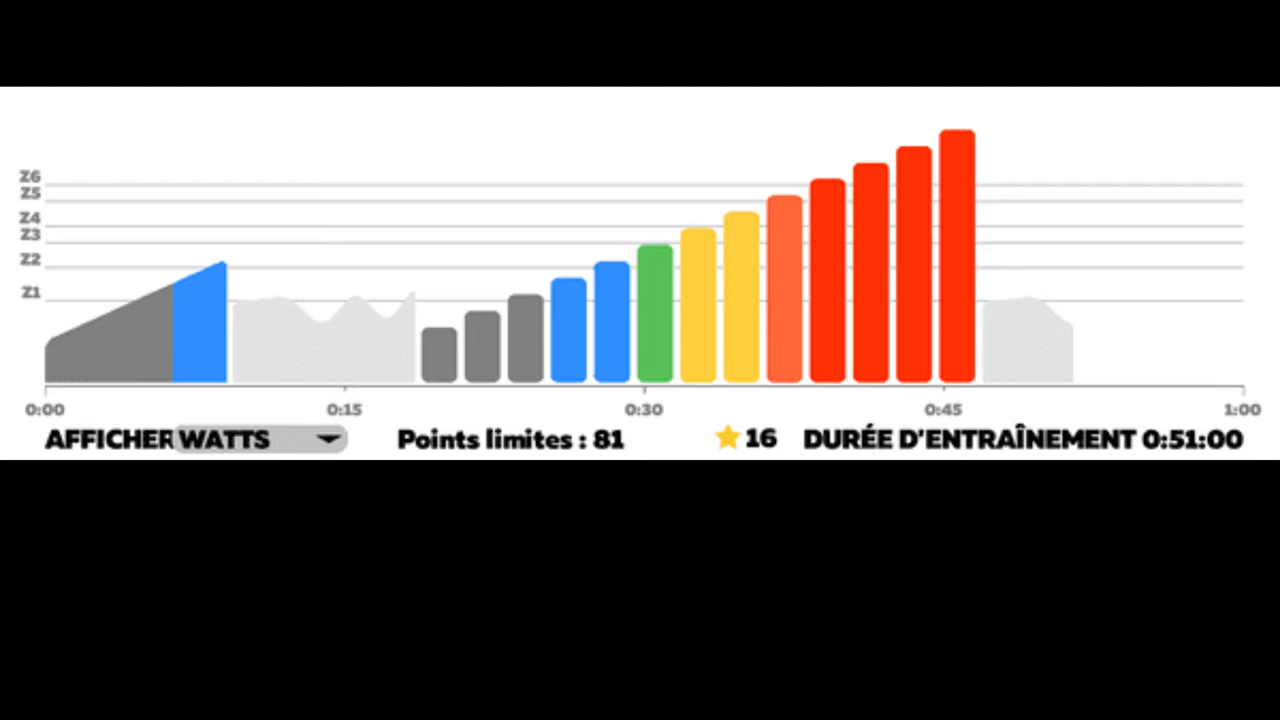 Z6
Z5
Z4
Z3
Z2
Z1
0:00 0:15 0:30 0:45 1:00
AFFICHER WATTS Points limites : 81 16 DURÉE D'ENTRAÎNEMENT 0:51:00